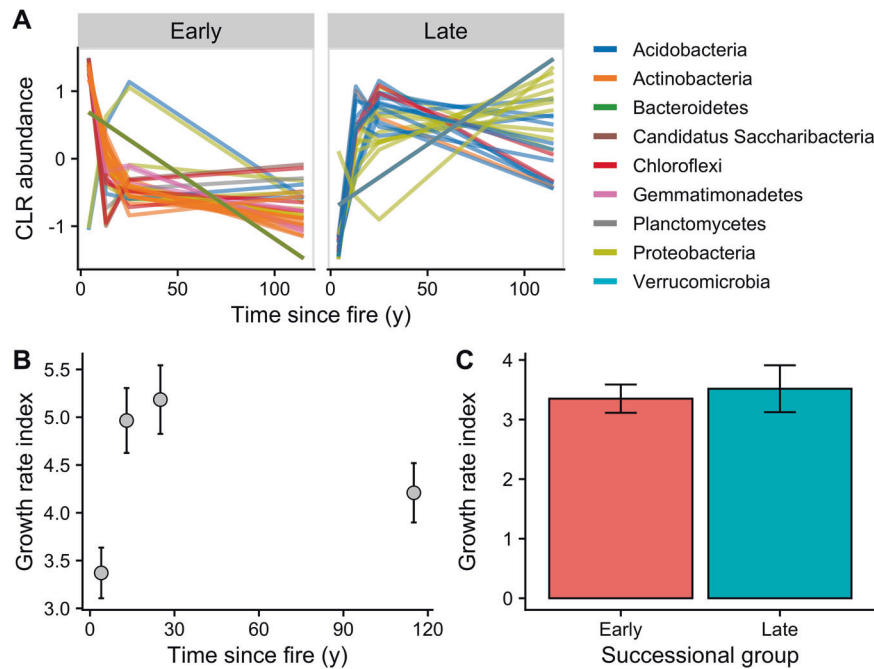 A
Early
Late
CLR abundance
1
0
-1
0
50
100
0
50
100
Time since fire (y)
Acidobacteria
Actinobacteria
Bacteroidetes
Candidatus Saccharibacteria
Chloroflexi
Gemmatimonadetes
Planctomycetes
Proteobacteria
Verrucomicrobia
B
Growth rate index
5.5
5.0
4.5
4.0
3.5
3.0
0
30
60
90
120
Time since fire (y)
C
Growth rate index
4
3
2
1
0
Early
Late
Successional group